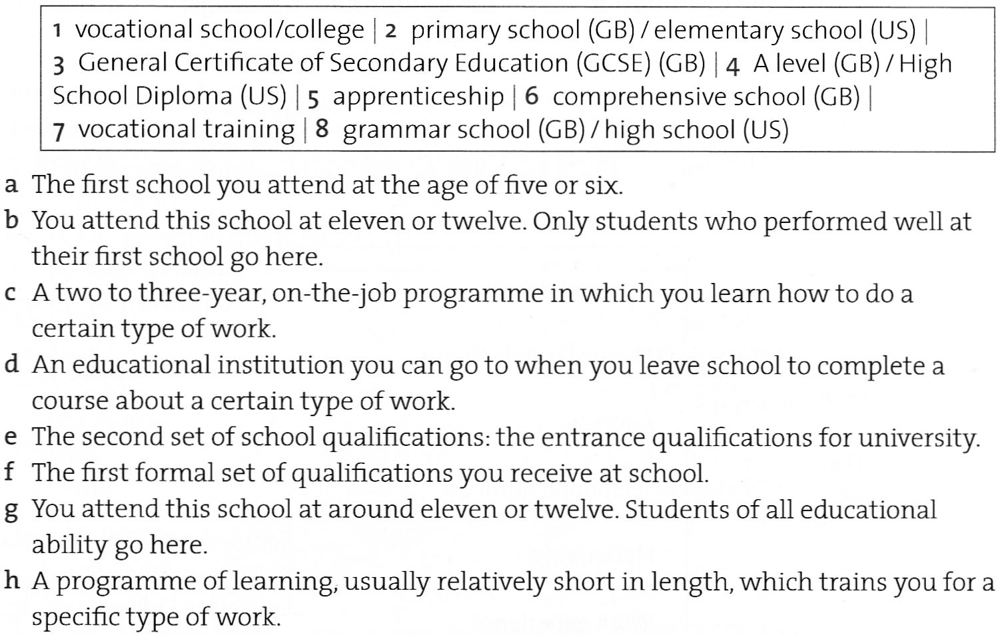 1 vocational school/college | 2 primary school (GB) / elementary school (US) |
3 General Certificate of Secondary Education (GCSE) (GB) | 4 A level (GB) / High
School Diploma (US) | 5 apprenticeship | 6 comprehensive school (GB) |
7 vocational training | 8 grammar school (GB) / high school (US)
a The first school you attend at the age of five or six.
b You attend this school at eleven or twelve. Only students who performed well at
their first school go here.
c A two to three-year, on-the-job programme in which you learn how to do a
certain type of work.
d An educational institution you can go to when you leave school to complete a
course about a certain type of work.
e The second set of school qualifications: the entrance qualifications for university.
f The first formal set of qualifications you receive at school.
g You attend this school at around eleven or twelve. Students of all educational
ability go here.
h A programme of learning, usually relatively short in length, which trains you for a
specific type of work.